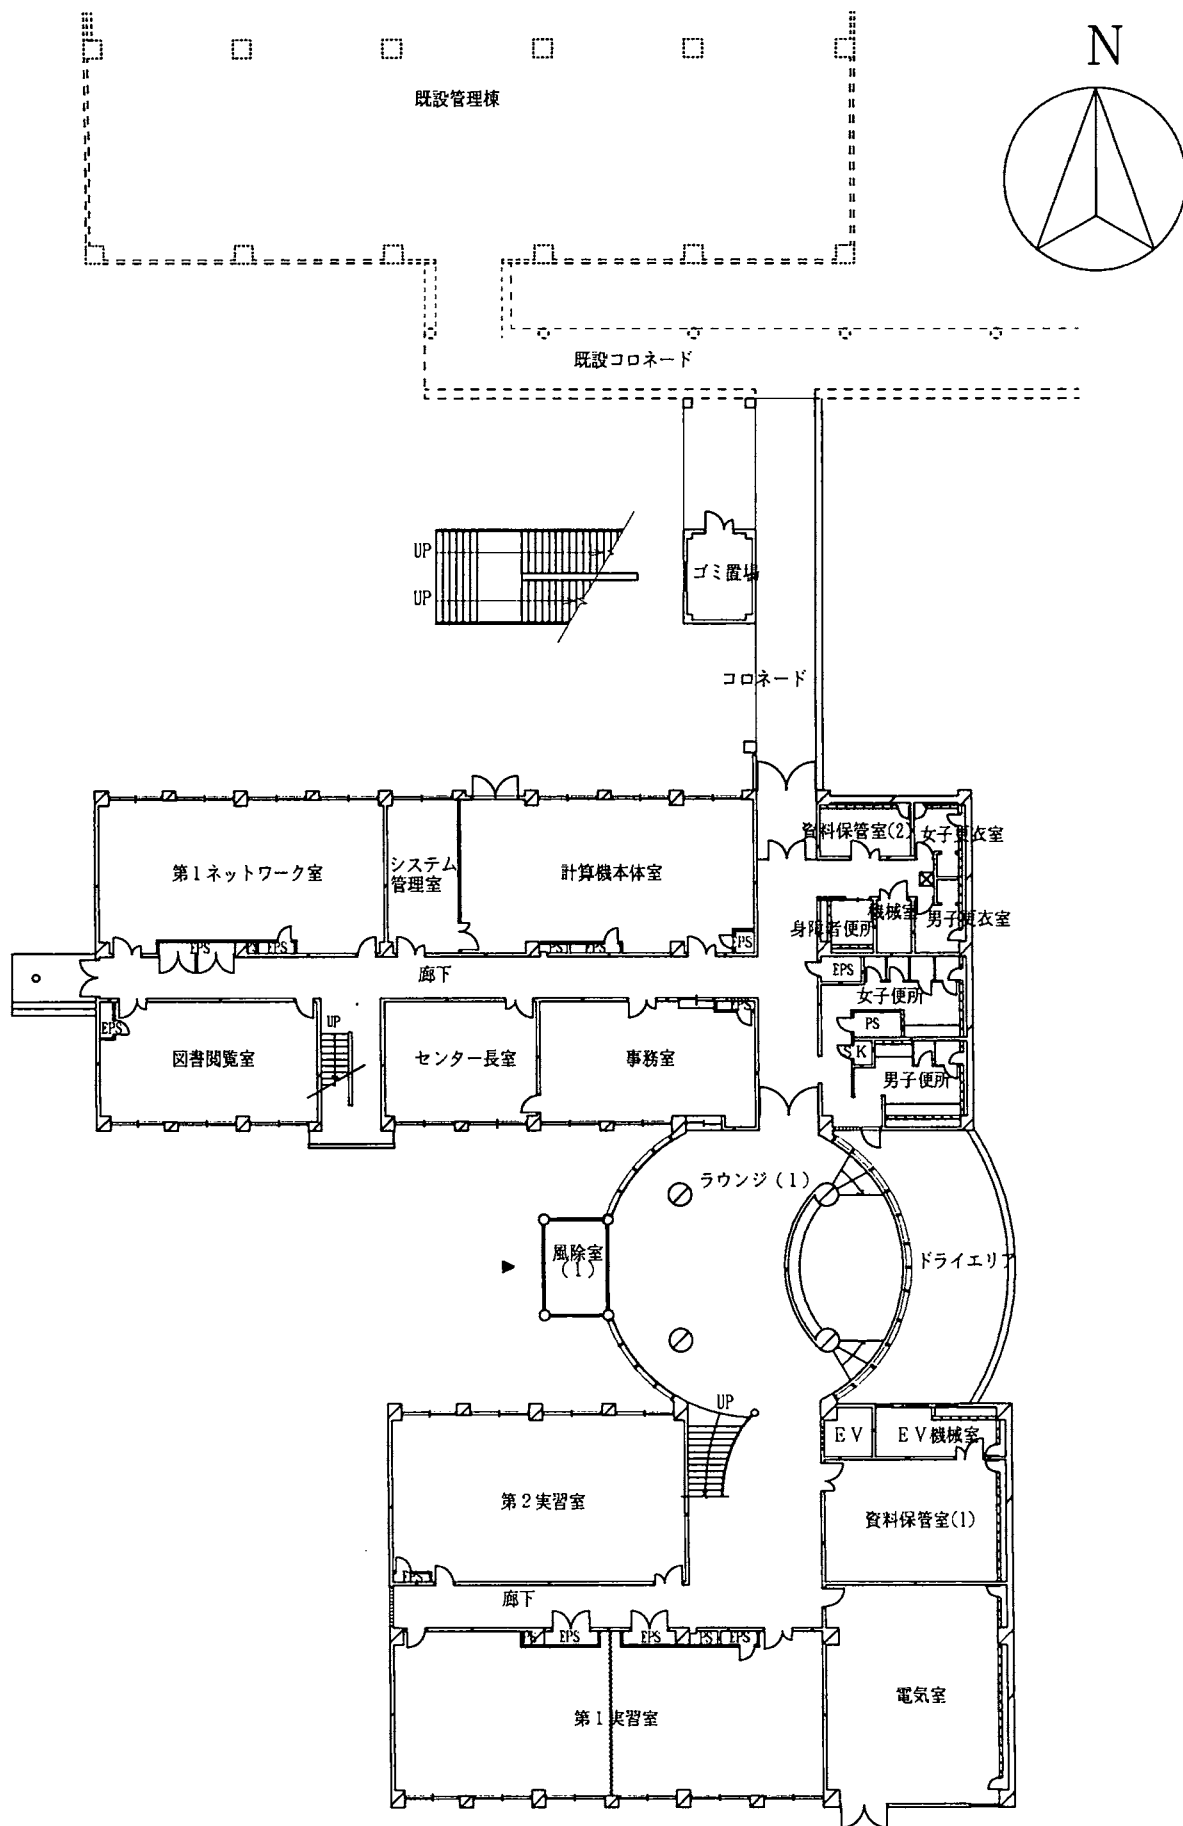 N
既設管理棟
既設コロネード
UP
UP
ゴミ置場
コロネード
資料保管室(2)
女子更衣室
第1ネットワーク室
システム
管理室
計算機本体室
機械室
身障者便所
男子更衣室
EPS
PS
EPS
PS
EPS
PS
廊下
EPS
女子便所
EPS
UP
PS
PS
図書閲覧室
センター長室
事務室
SK
男子便所
ラウンジ(1)
風除室
(1)
ドライエリア
UP
EV
EV機械室
第2実習室
資料保管室(1)
EPS
廊下
PS
EPS
EPS
PS
EPS
電気室
第1実習室